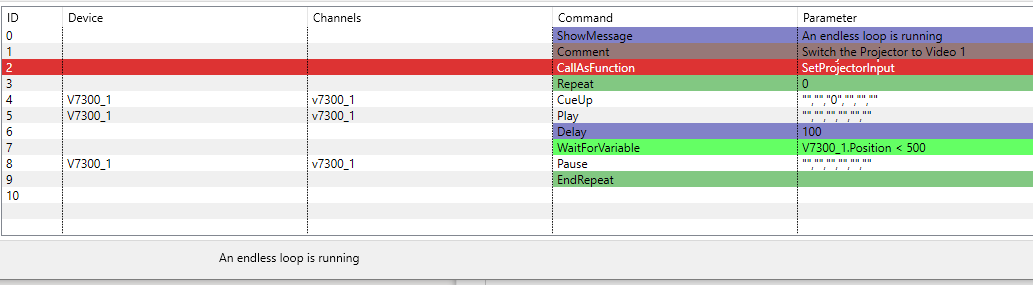 ID Device Channels Command Parameter
0 ShowMessage An endless loop is running
1 Comment Switch the Projector to Video 1
2 CallAsFunction SetProjectorInput
3 Repeat 0
4 V7300_1 v7300_1 CueUp "","","0","","",""
5 V7300_1 v7300_1 Play "","","","","",""
6 Delay 100
7 WaitForVariable V7300_1.Position < 500
8 V7300_1 v7300_1 Pause "","","","","",""
9 EndRepeat
10
An endless loop is running